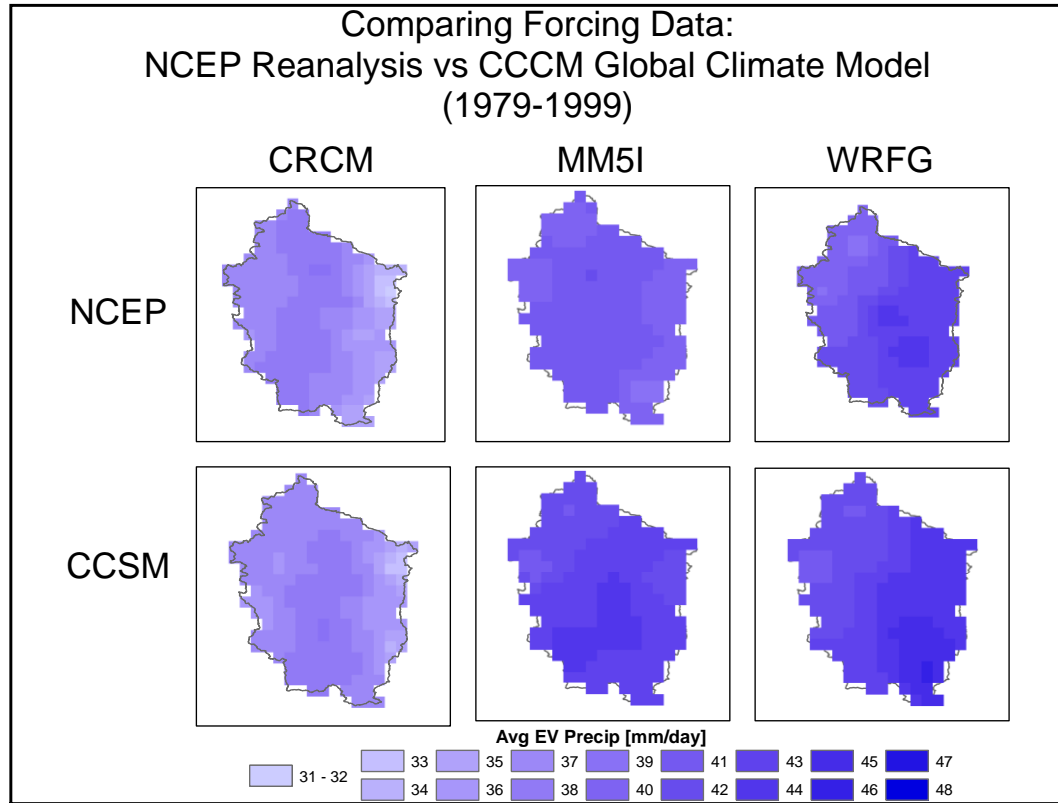 Comparing Forcing Data:
NCEP Reanalysis vs CCCM Global Climate Model
(1979-1999)
CRCM MM5I WRFG
NCEP
CCSM
Avg EV Precip [mm/day]
31 - 32 33 35 37 39 41 43 45 47
34 36 38 40 42 44 46 48